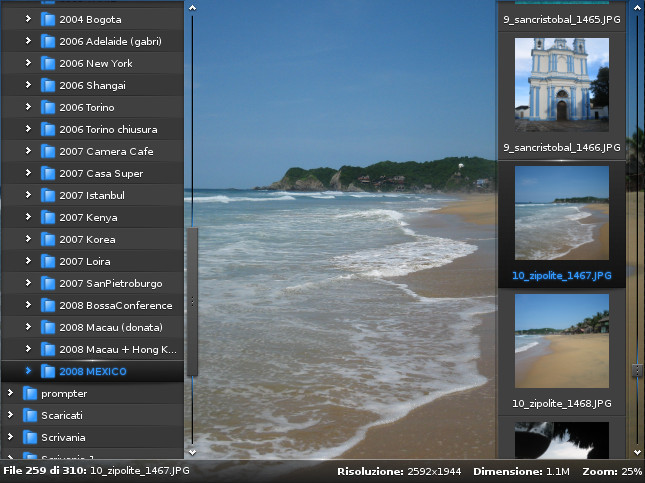 2004 Bogota
2006 Adelaide (gabri)
2006 New York
2006 Shangai
2006 Torino
2006 Torino chiusura
2007 Camera Cafe
2007 Casa Super
2007 Istanbul
2007 Kenya
2007 Korea
2007 Loira
2007 SanPietroburgo
2008 BossaConference
2008 Macau (donata)
2008 Macau + Hong K...
2008 MEXICO
prompter
Scaricati
Scrivania
9_sancristobal_1465.JPG
9_sancristobal_1466.JPG
10_zipolite_1467.JPG
10_zipolite_1468.JPG
File 259 di 310: 10_zipolite_1467.JPG
Risoluzione: 2592x1944 Dimensione: 1.1M Zoom: 25%